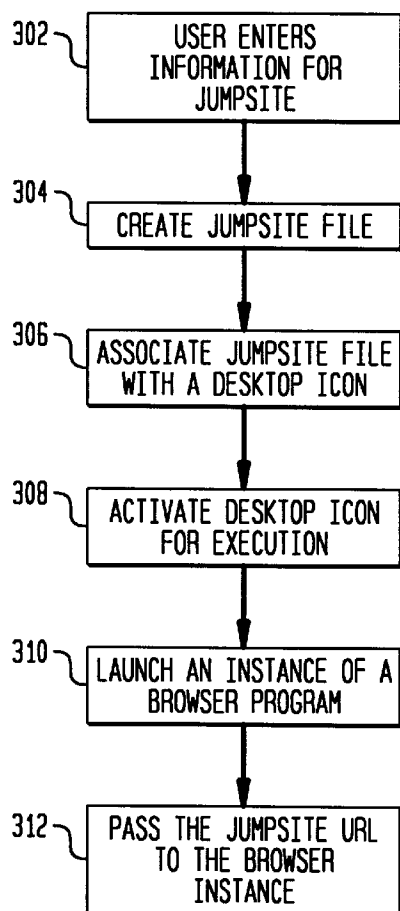 302
USER ENTERS
INFORMATION FOR
JUMPSITE
304
CREATE JUMPSITE FILE
306
ASSOCIATE JUMPSITE FILE
WITH A DESKTOP ICON
308
ACTIVATE DESKTOP ICON
FOR EXECUTION
310
LAUNCH AN INSTANCE OF A
BROWSER PROGRAM
312
PASS THE JUMPSITE URL
TO THE BROWSER
INSTANCE